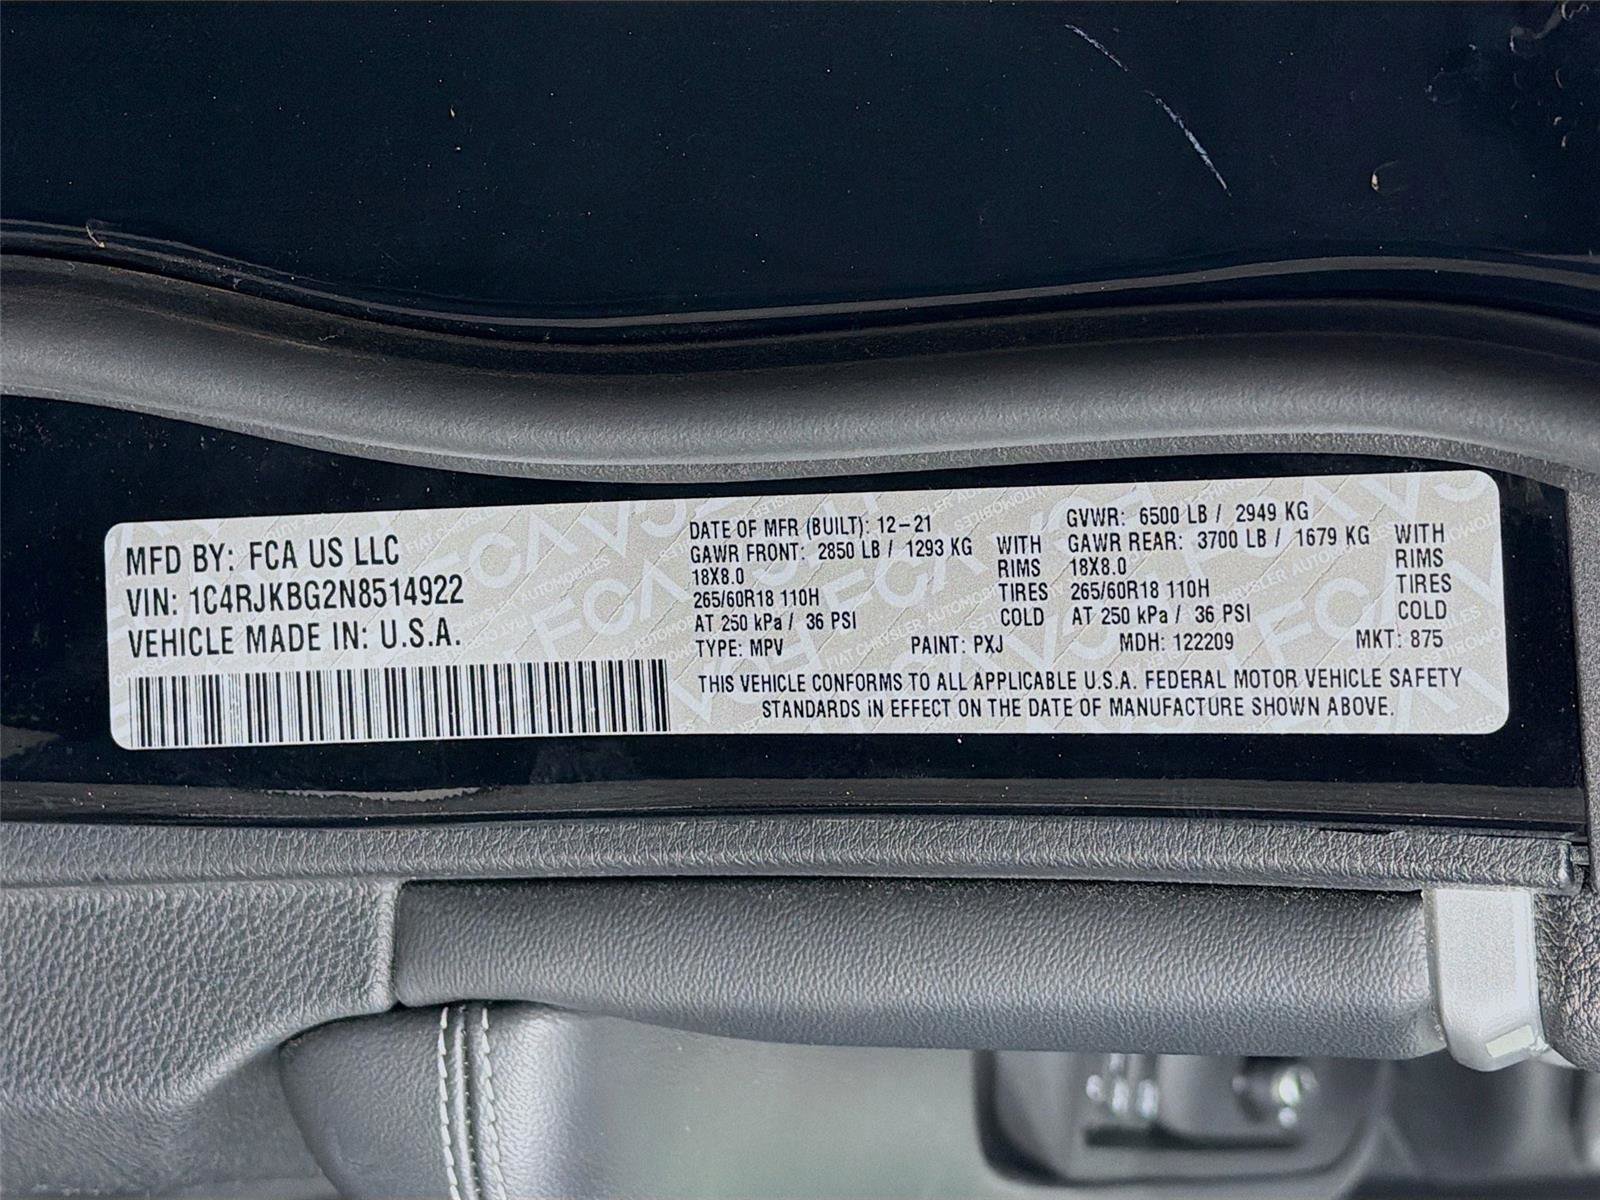 MFD BY: FCA US LLC
VIN: 1C4RJKBG2N8514922
VEHICLE MADE IN: U.S.A.
DATE OF MFR (BUILT): 12-21
GAWR FRONT: 2850 LB / 1293 KG WITH
18X8.0 RIMS
265/60R18 110H TIRES
AT 250 kPa / 36 PSI COLD
GVWR: 6500 LB / 2949 KG
GAWR REAR: 3700 LB / 1679 KG WITH
18X8.0 RIMS
265/60R18 110H TIRES
AT 250 kPa / 36 PSI COLD
TYPE: MPV PAINT: PXJ MDH: 122209 MKT: 875
THIS VEHICLE CONFORMS TO ALL APPLICABLE U.S.A. FEDERAL MOTOR VEHICLE SAFETY
STANDARDS IN EFFECT ON THE DATE OF MANUFACTURE SHOWN ABOVE.